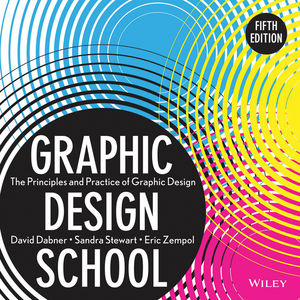 FIFTH
EDITION
GRAPHIC
The Principles and Practice of Graphic Design
DESIGN
David Dabner • Sandra Stewart • Eric Zempol
SCHOOL
WILEY